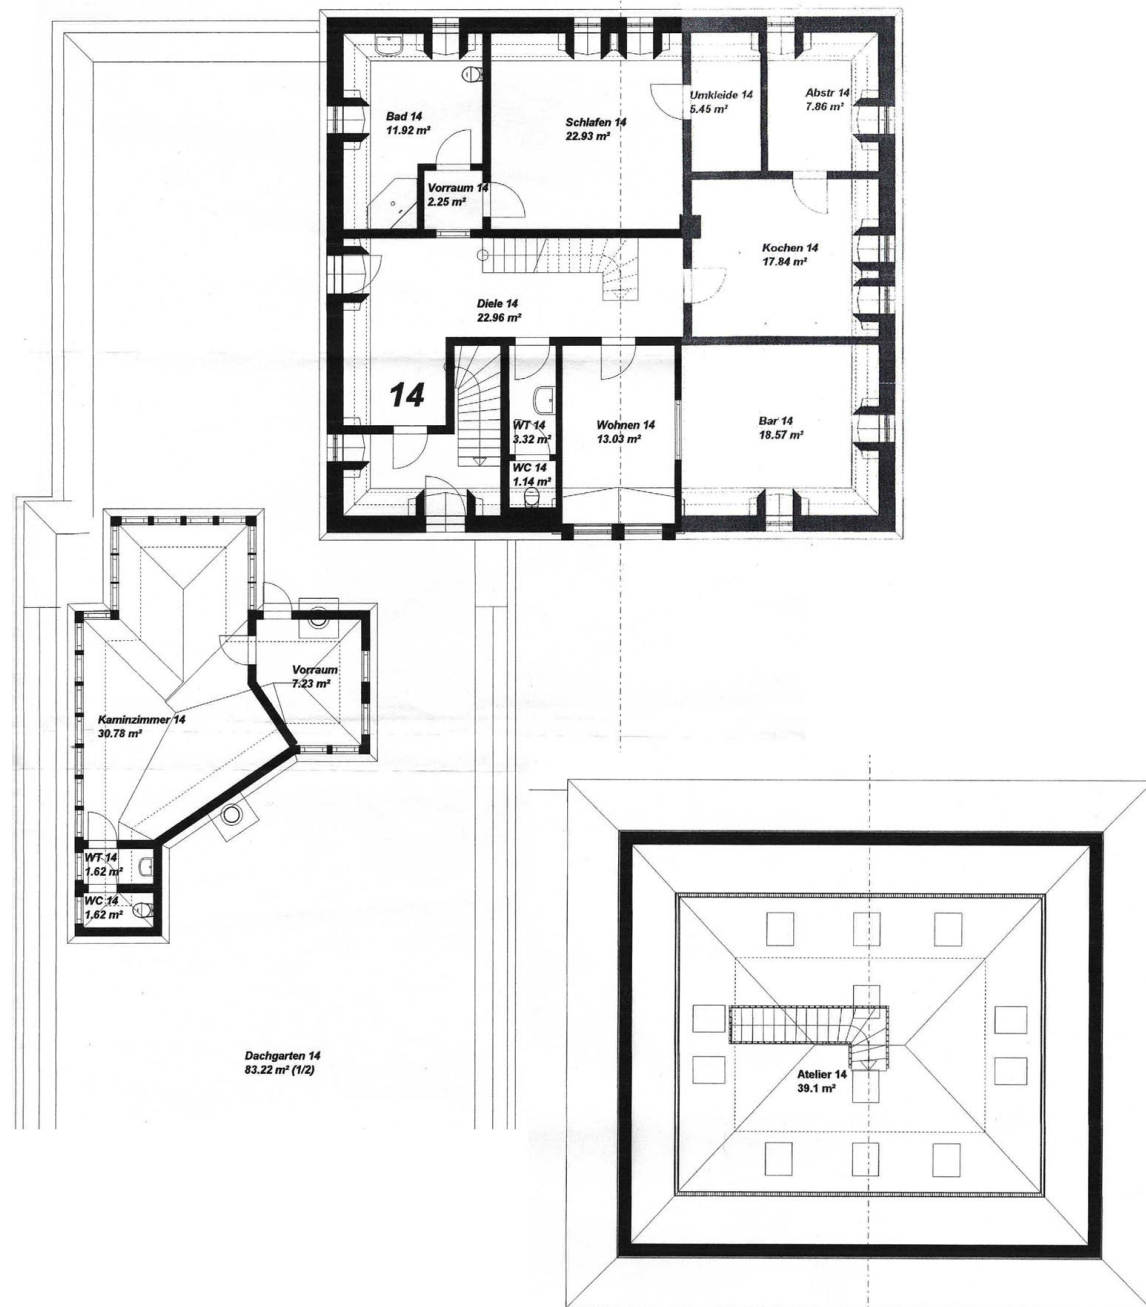 Bad 14
11.92 m²
Schlafen 14
22.93 m²
Umkleide 14
5.45 m²
Abstr 14
7.86 m²
Vorraum 14
2.25 m²
Kochen 14
17.84 m²
Diele 14
22.96 m²
14
WT 14
3.32 m²
Wohnen 14
13.03 m²
Bar 14
18.57 m²
WC 14
1.14 m²
Vorraum
7.23 m²
Kaminzimmer 14
30.78 m²
WT 14
1.62 m²
WC 14
1.62 m²
Dachgarten 14
83.22 m² (1/2)
Atelier 14
39.1 m²